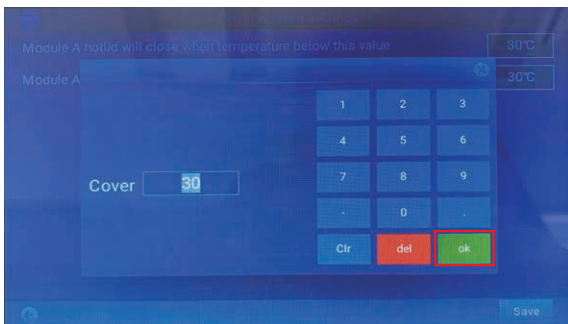 Module A hotlid will close when temperature below this value 30℃
Module A 30℃
1 2 3
4 5 6
Cover 30
7 8 9
- 0 .
Clr del ok
Save